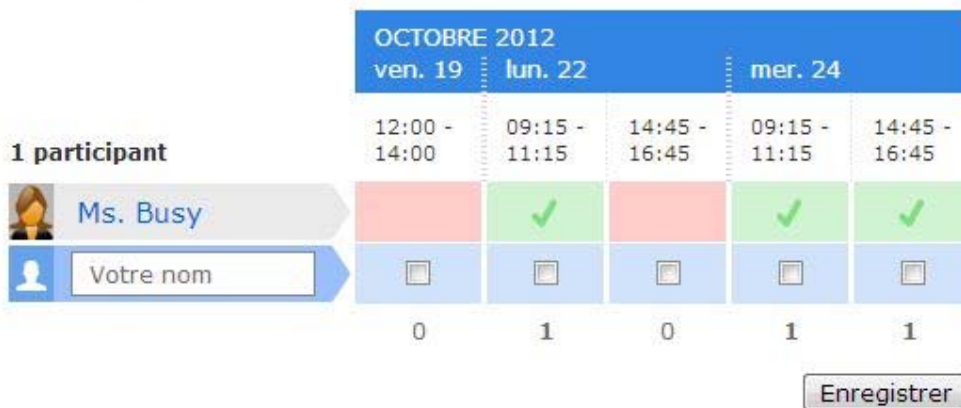 OCTOBRE 2012
ven. 19 lun. 22 mer. 24
12:00 - 09:15 - 14:45 - 09:15 - 14:45 -
14:00 11:15 16:45 11:15 16:45
1 participant
Ms. Busy
Votre nom
0 1 0 1 1
Enregistrer